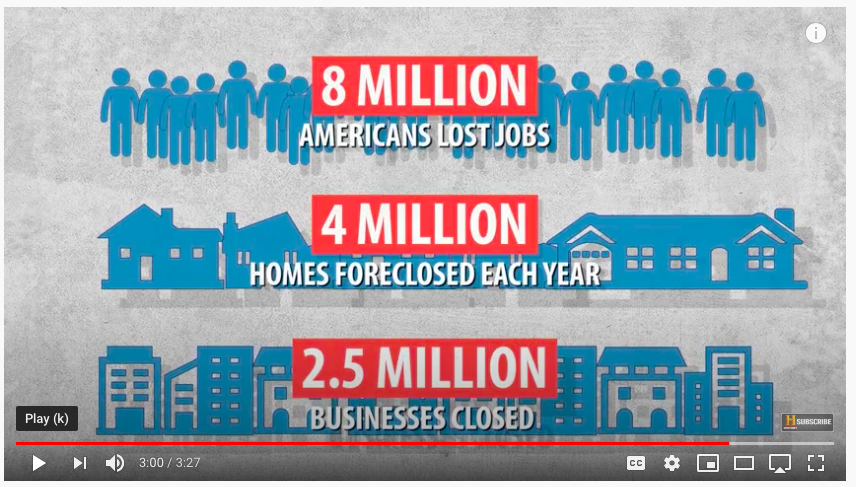 i
8 MILLION
AMERICANS LOST JOBS
4 MILLION
HOMES FORECLOSED EACH YEAR
2.5 MILLION
BUSINESSES CLOSED.
Play (k)
H SUBSCRIBE
3:00 / 3:27
CC